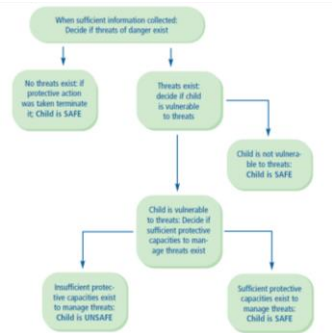 When sufficient information collected:
Decide if threats of danger exist
No threats exist: if
protective action
was taken terminate
it; Child is SAFE
Threats exist:
decide if child
is vulnerable
to threats
Child is not vulnera-
ble to threats:
Child is SAFE
Child is vulnerable
to threats: Decide if
sufficient protective
capacities to man-
age threats exist
Insufficient protec-
tive capacities exist
to manage threats:
Child is UNSAFE
Sufficient protective
capacities exist to
manage threats:
Child is SAFE